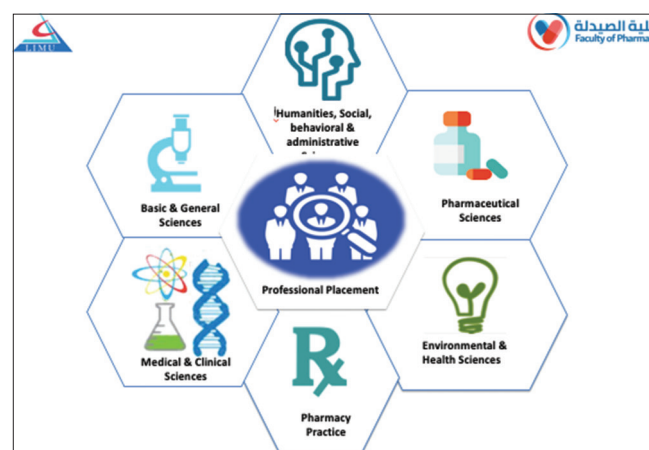 LIMU
كلية الصيدلة
Faculty of Pharma
Humanities, Social,
behavioral &
administrative
Basic & General
Sciences
Pharmaceutical
Sciences
Professional Placement
Medical & Clinical
Sciences
Environmental &
Health Sciences
Rx
Pharmacy
Practice